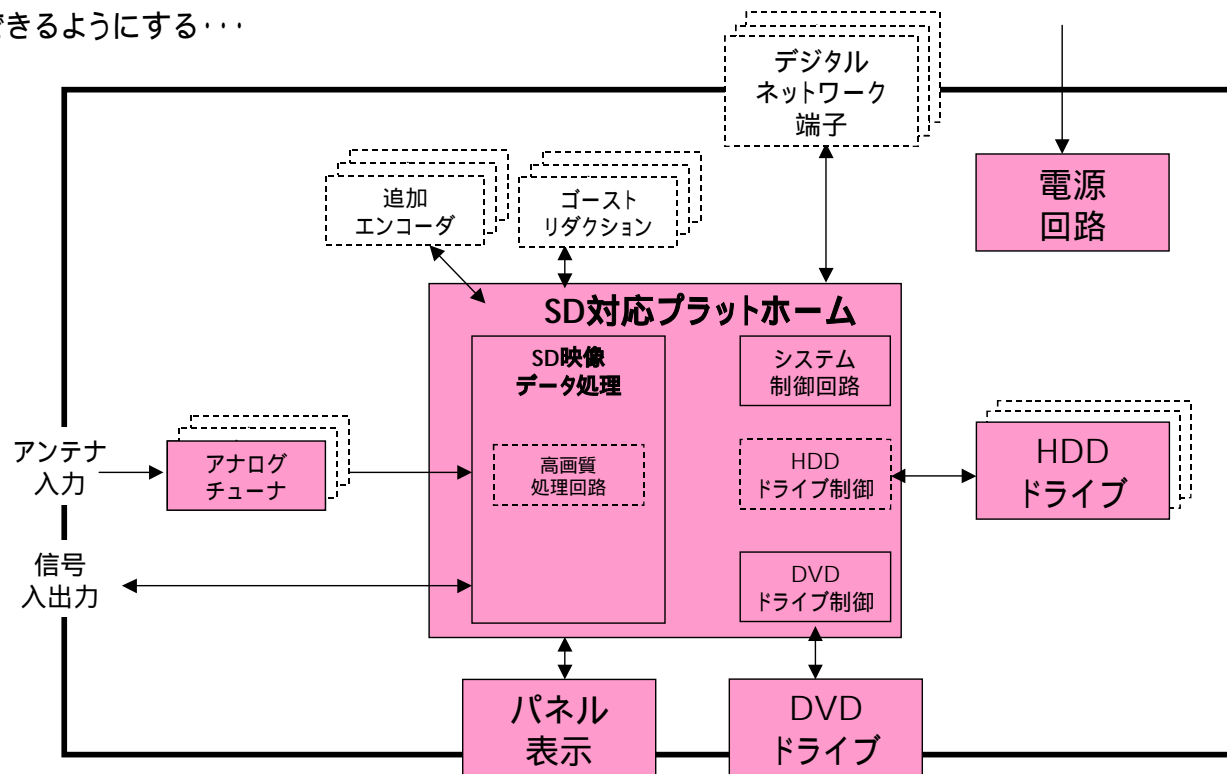 できるようにする・・・
デジタル
ネットワーク
端子
電源
回路
追加
エンコーダ
ゴースト
リダクション
SD対応プラットホーム
SD映像
データ処理
システム
制御回路
アンテナ
入力
アナログ
チューナ
高画質
処理回路
HDD
ドライブ制御
HDD
ドライブ
信号
入出力
DVD
ドライブ制御
パネル
表示
DVD
ドライブ